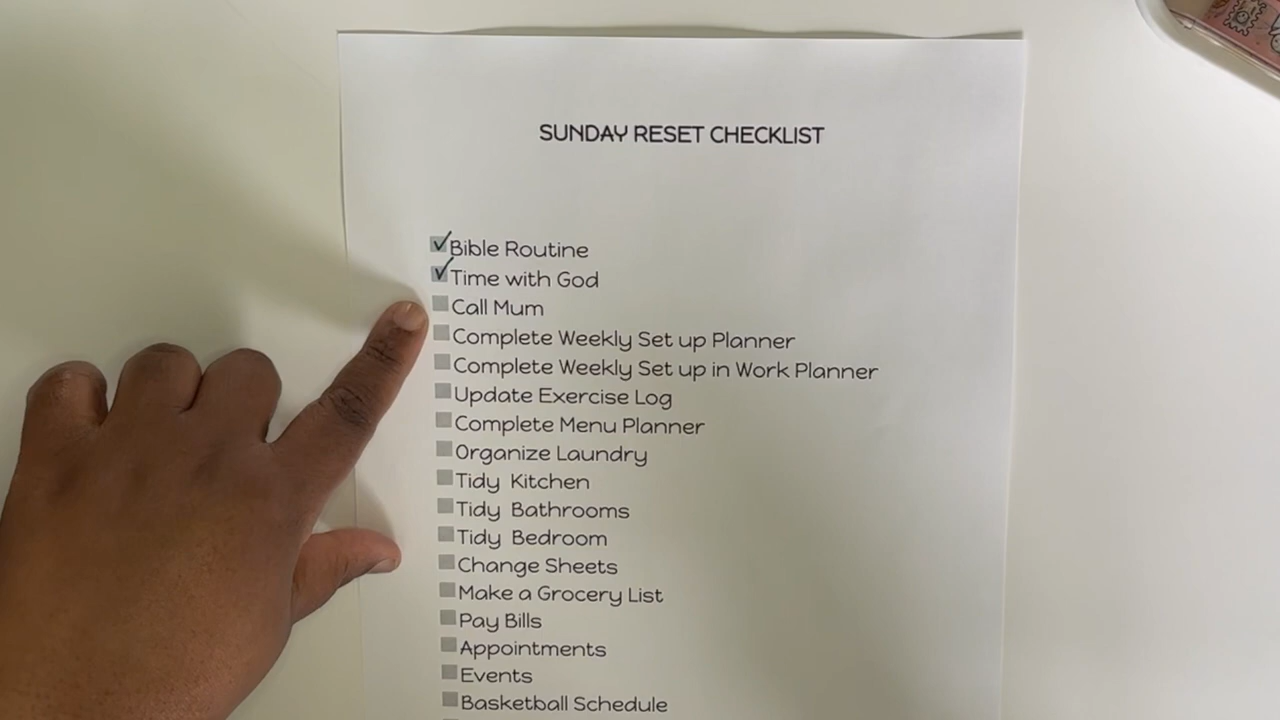 SUNDAY RESET CHECKLIST
Bible Routine
Time with God
Call Mum
Complete Weekly Set up Planner
Complete Weekly Set up in Work Planner
Update Exercise Log
Complete Menu Planner
Organize Laundry
Tidy Kitchen
Tidy Bathrooms
Tidy Bedroom
Change Sheets
Make a Grocery List
Pay Bills
Appointments
Events
Basketball Schedule